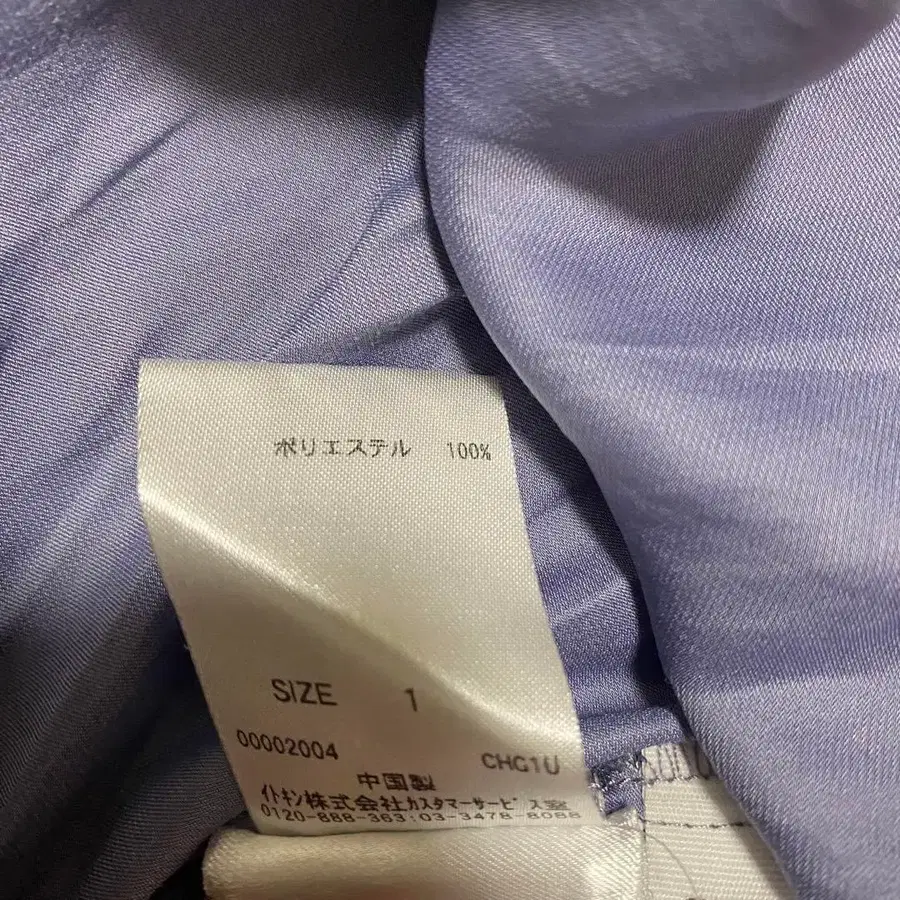 ポリエステル 100%
SIZE 1
00002004 CHG1U
中国製
イトキン株式会社カスタマーサービス室
0120-888-363:03-3478-8088